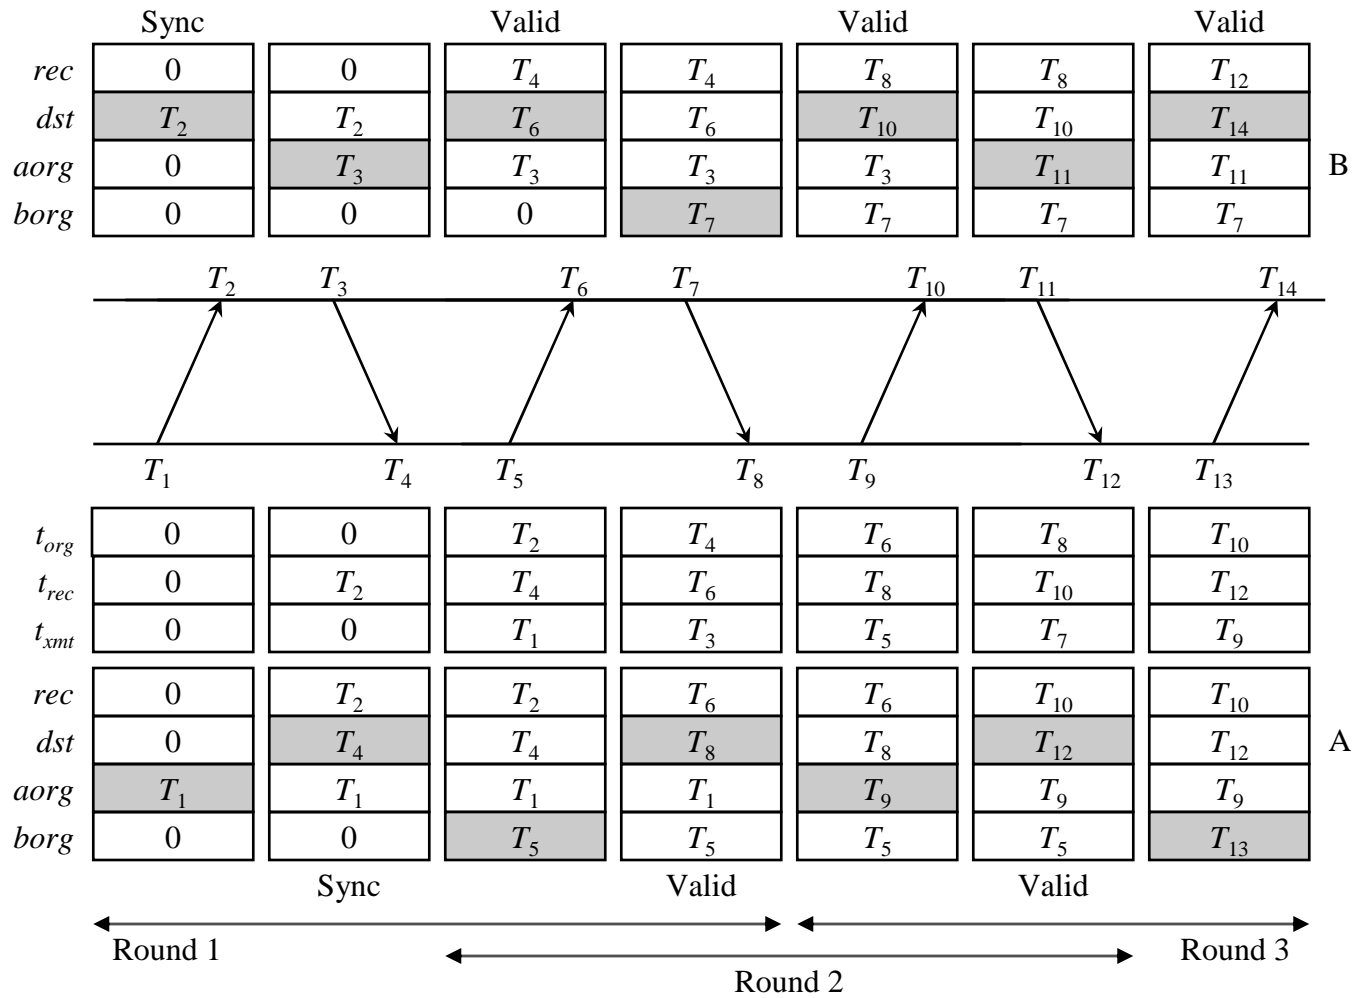 Sync Valid Valid Valid
rec 0 0 T4 T4 T8 T8 T12
dst T2 T2 T6 T6 T10 T10 T14
aorg 0 T3 T3 T3 T3 T11 T11 B
borg 0 0 0 T7 T7 T7 T7
T2 T3 T6 T7 T10 T11 T14
T1 T4 T5 T8 T9 T12 T13
torg 0 0 T2 T4 T6 T8 T10
trec 0 T2 T4 T6 T8 T10 T12
txmt 0 0 T1 T3 T5 T7 T9
rec 0 T2 T2 T6 T6 T10 T10
dst 0 T4 T4 T8 T8 T12 T12 A
aorg T1 T1 T1 T1 T9 T9 T9
borg 0 0 T5 T5 T5 T5 T13
Sync Valid Valid
Round 1 Round 3
Round 2